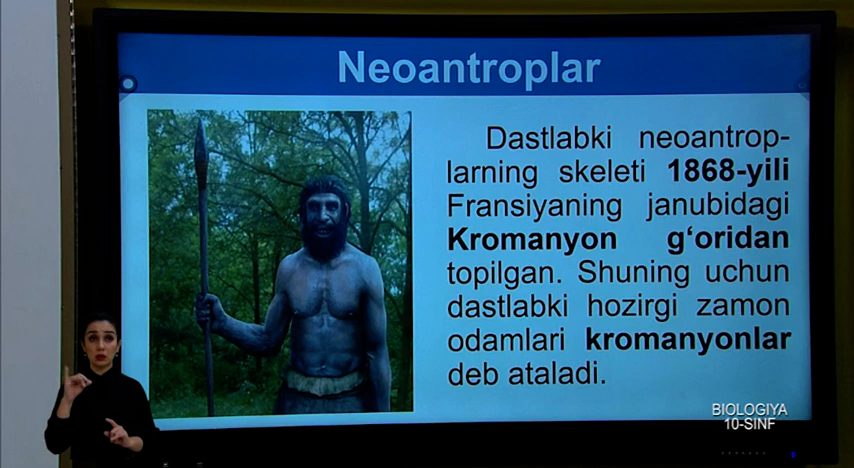 Neoantroplar
Dastlabki neoantrop-
larning skeleti 1868-yili
Fransiyaning janubidagi
Kromanyon g‘oridan
topilgan. Shuning uchun
dastlabki hozirgi zamon
odamlari kromanyonlar
deb ataladi.
BIOLOGIYA
10-SINF